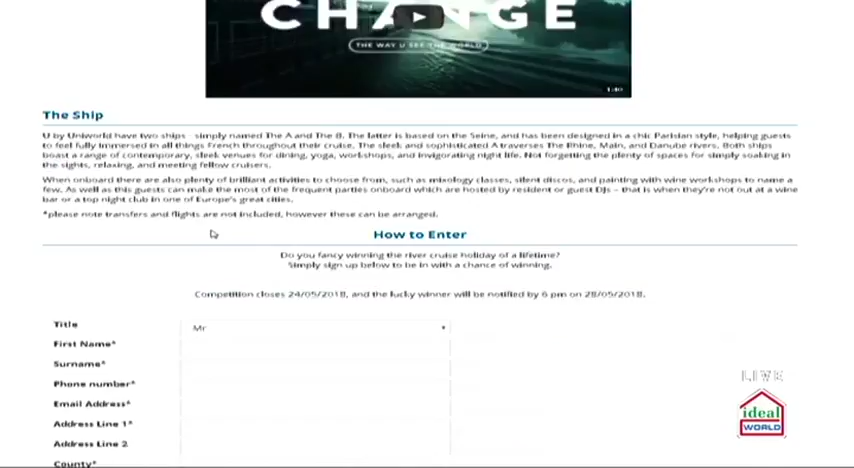 CHANGE
THE WAY U SEE THE WORLD
1:40
The Ship
U by Uniworld have two ships - simply named The A and The B. The latter is based on the Seine, and has been designed in a chic Parisian style, helping guests
to feel fully immersed in all things French throughout their cruise. The sleek and sophisticated A traverses The Rhine, Main, and Danube rivers. Both ships
boast a range of contemporary, sleek venues for dining, yoga, workshops, and invigorating night life. Not forgetting the plenty of spaces for simply soaking in
the sights, relaxing, and meeting fellow cruisers.
When onboard there are also plenty of brilliant activities to choose from, such as mixology classes, silent discos, and painting with wine workshops to name a
few. As well as this guests can make the most of the frequent parties onboard which are hosted by resident or guest DJs – that is when they're not out at a wine
bar or a top night club in one of Europe's great cities.
*please note transfers and flights are not included, however these can be arranged.
How to Enter
Do you fancy winning the river cruise holiday of a lifetime?
Simply sign up below to be in with a chance of winning.
Competition closes 24/05/2018, and the lucky winner will be notified by 6 pm on 28/05/2018.
Title
Mr
First Name*
Surname*
Phone number*
Email Address*
Address Line 1*
Address Line 2
County*
LIVE
ideal
WORLD